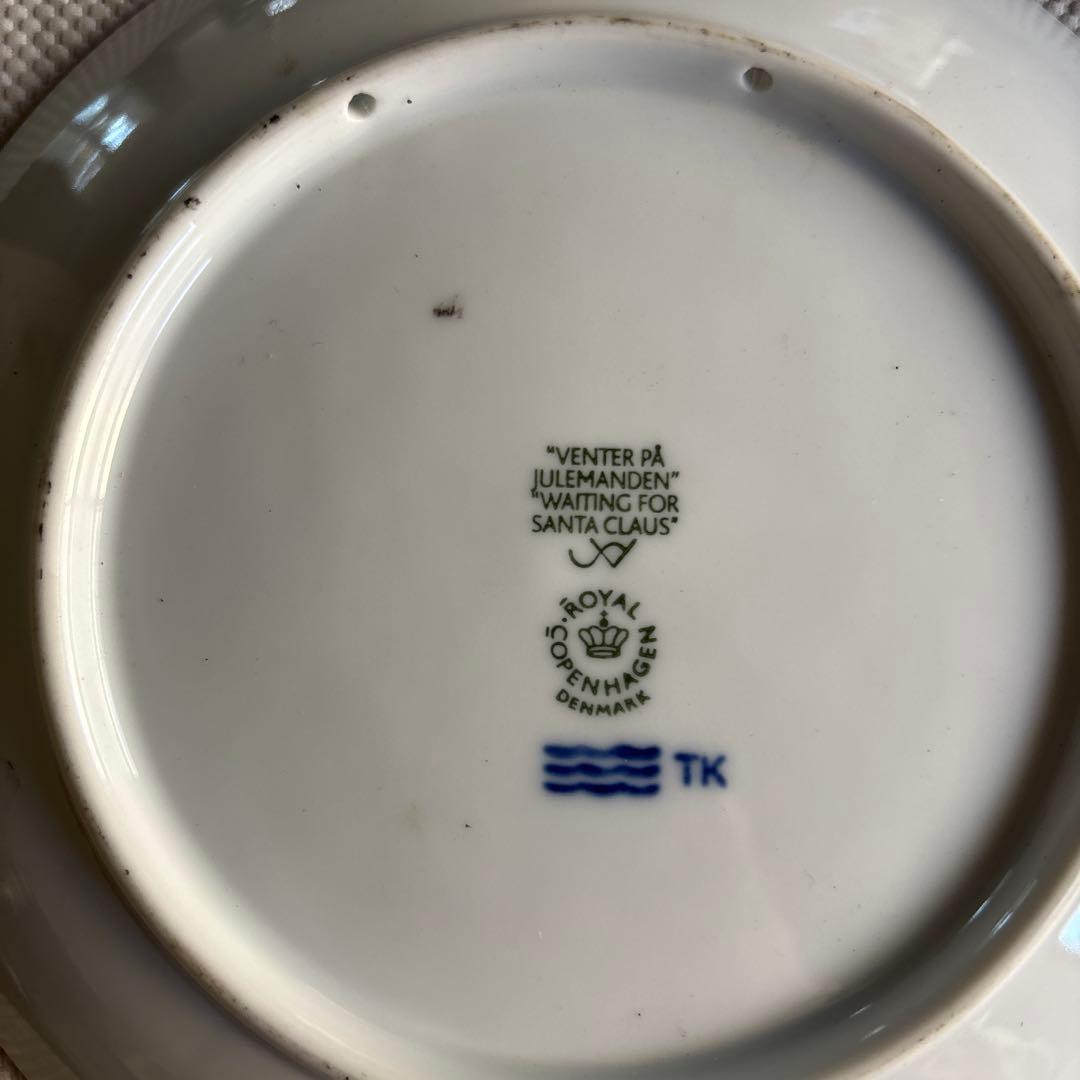 "VENTER PÅ
JULEMANDEN"
"WAITING FOR
SANTA CLAUS"
ROYAL
COPENHAGEN
DENMARK
TK